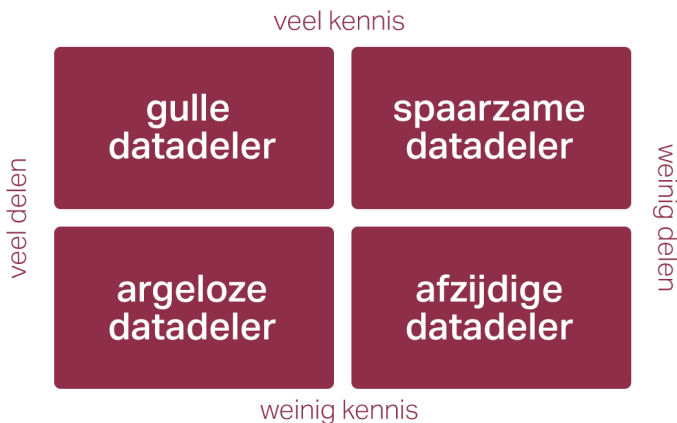 veel kennis
gulle
datadeler
spaarzame
datadeler
veel delen
weinig delen
argeloze
datadeler
afzijdige
datadeler
weinig kennis